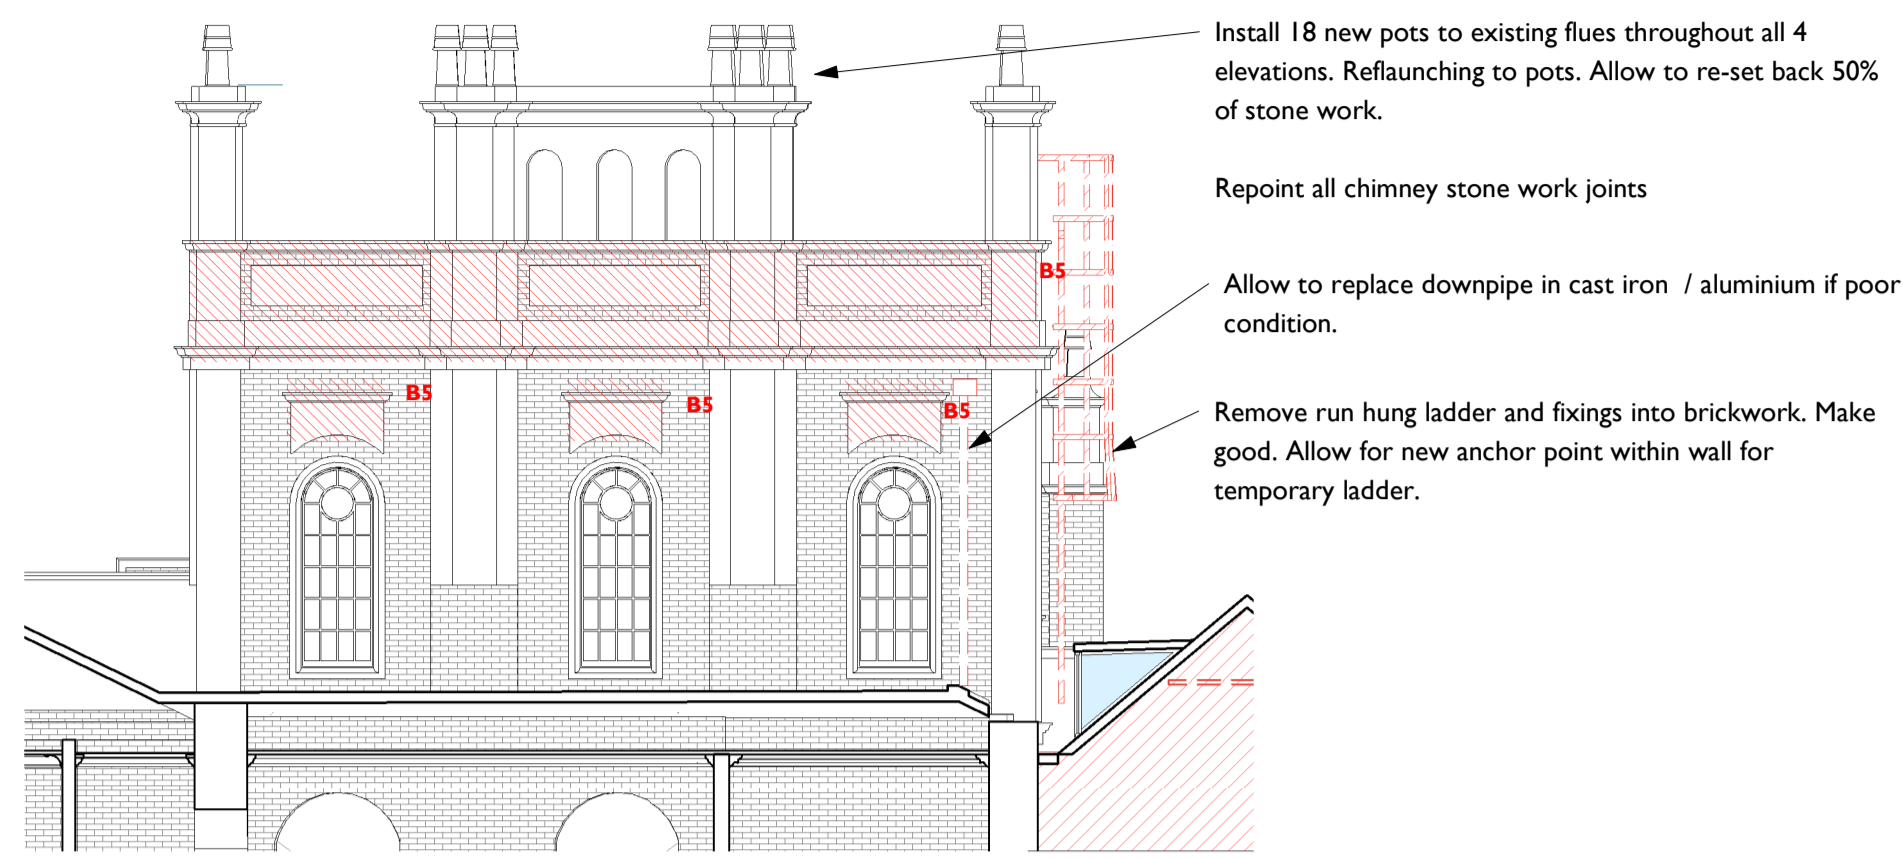 Install 18 new pots to existing flues throughout all 4
elevations. Reflaunching to pots. Allow to re-set back 50%
of stone work.
Repoint all chimney stone work joints
B5
Allow to replace downpipe in cast iron / aluminium if poor
condition.
B5
B5
B5
Remove run hung ladder and fixings into brickwork. Make
good. Allow for new anchor point within wall for
temporary ladder.